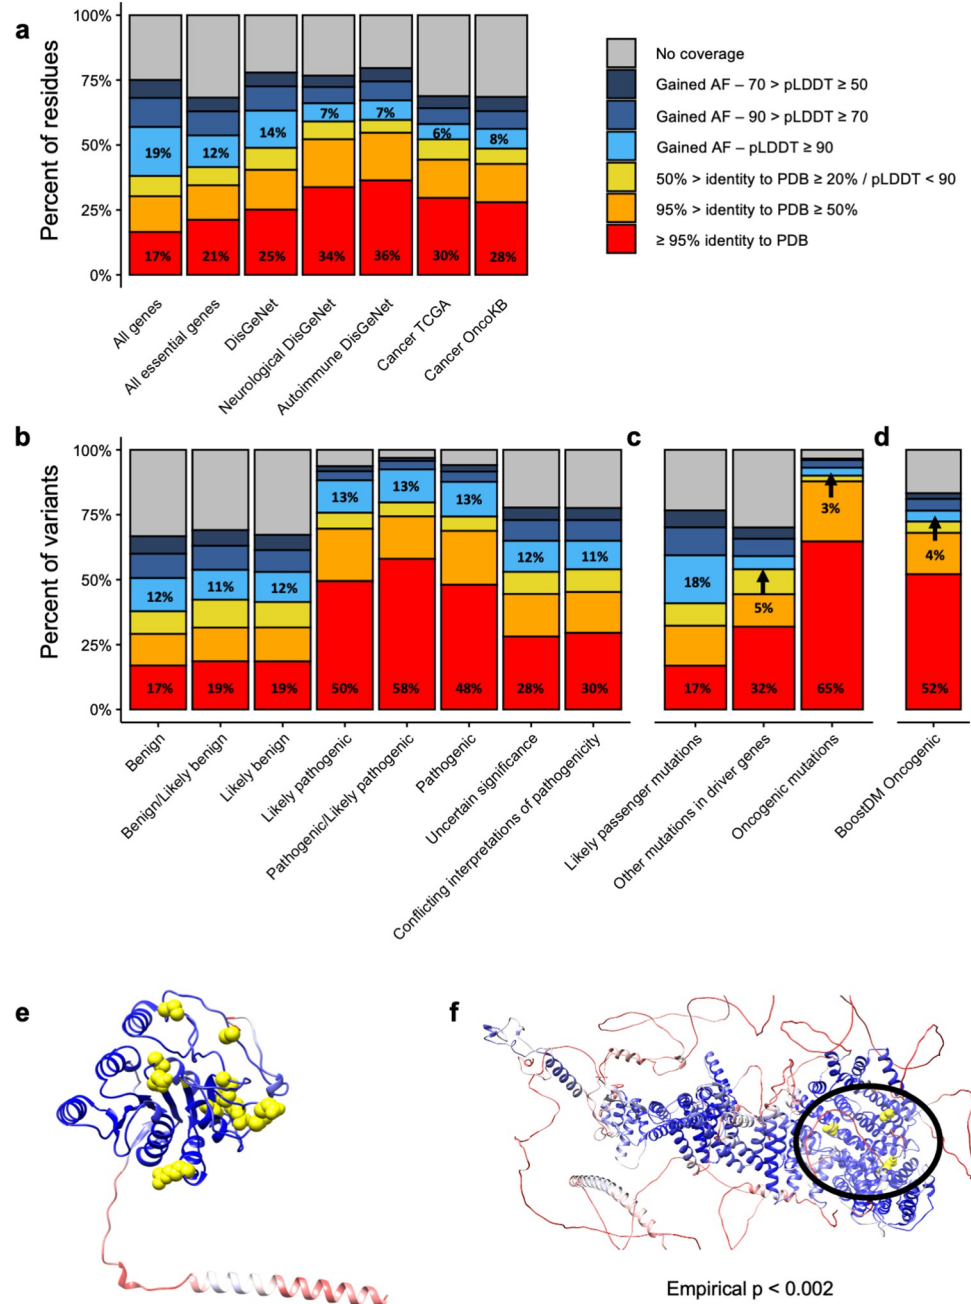 a
Percent of residues
100%
75%
50%
25%
0%
19%
12%
14%
7%
7%
6%
8%
17%
21%
25%
34%
36%
30%
28%
All genes
All essential genes
DisGeNet
Neurological DisGeNet
Autoimmune DisGeNet
Cancer TCGA
Cancer OncoKB
No coverage
Gained AF – 70 > pLDDT ≥ 50
Gained AF – 90 > pLDDT ≥ 70
Gained AF – pLDDT ≥ 90
50% > identity to PDB ≥ 20% / pLDDT < 90
95% > identity to PDB ≥ 50%
≥ 95% identity to PDB
b
Percent of variants
100%
75%
50%
25%
0%
12%
11%
12%
13%
13%
13%
12%
11%
17%
19%
19%
50%
58%
48%
28%
30%
Benign
Benign/Likely benign
Likely benign
Likely pathogenic
Pathogenic/Likely pathogenic
Pathogenic
Uncertain significance
Conflicting interpretations of pathogenicity
c
18%
5%
3%
17%
32%
65%
Likely passenger mutations
Other mutations in driver genes
Oncogenic mutations
d
4%
52%
BoostDM Oncogenic
e
f
Empirical p < 0.002